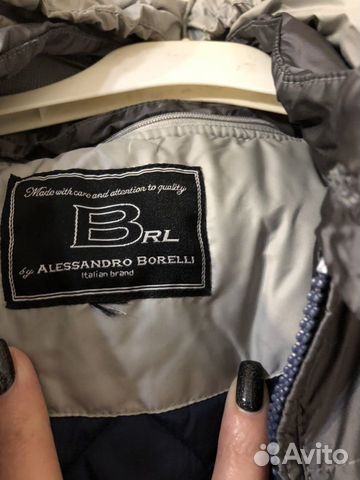 Made with care and attention to quality
BRL
by ALESSANDRO BORELLI
Italian brand
Avito